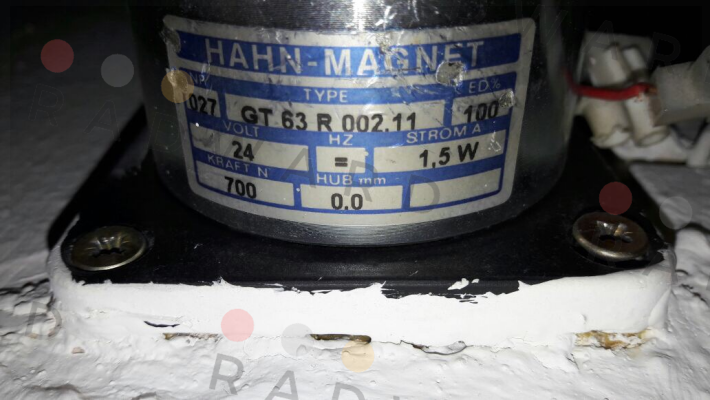 HAHN-MAGNET
TYPE ED%
027 GT 63 R 002.11 100
VOLT HZ STROM A
24 = 1,5 W
KRAFT N HUB mm
700 0.0
RADI